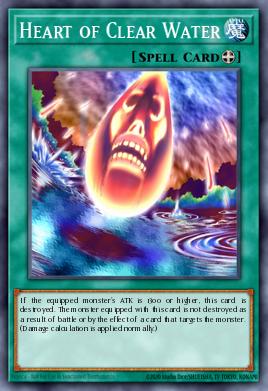 HEART OF CLEAR WATER 魔
[SPELL CARD]
If the equipped monster's ATK is 1300 or higher, this card is
destroyed. The monster equipped with this card is not destroyed as
a result of battle or by the effect of a card that targets the monster.
(Damage calculation is applied normally.)